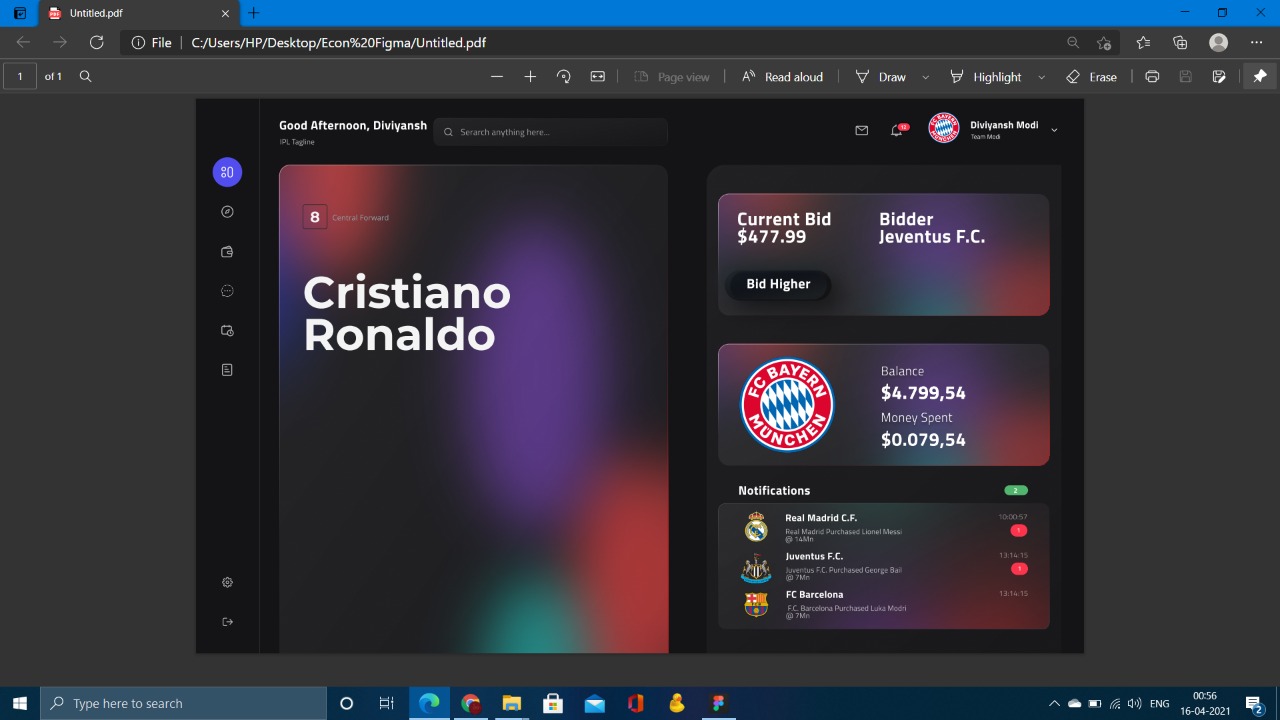 Untitled.pdf
File
C:/Users/HP/Desktop/Econ%20Figma/Untitled.pdf
1 of 1
Page view
Read aloud
Draw
Highlight
Erase
Good Afternoon, Diviyansh
IPL Tagline
Serarch anything here...
12
Diviyansh Modi
Team Modi
8 Central Forward
Cristiano
Ronaldo
Current Bid
$477.99
Bidder
Jeventus F.C.
Bid Higher
FC BAYERN
MÜNCHEN
Balance
$4.799,54
Money Spent
$0.079,54
Notifications
2
Real Madrid C.F.
10:00:57
Real Madrid Purchased Lionel Messi
@ 14Mn
1
Juventus F.C.
13:14:15
Juventus F.C. Purchased George Bail
@ 7Mn
1
FC Barcelona
13:14:15
F.C. Barcelona Purchased Luka Modri
@ 7Mn
Type here to search
ENG
00:56
16-04-2021
2